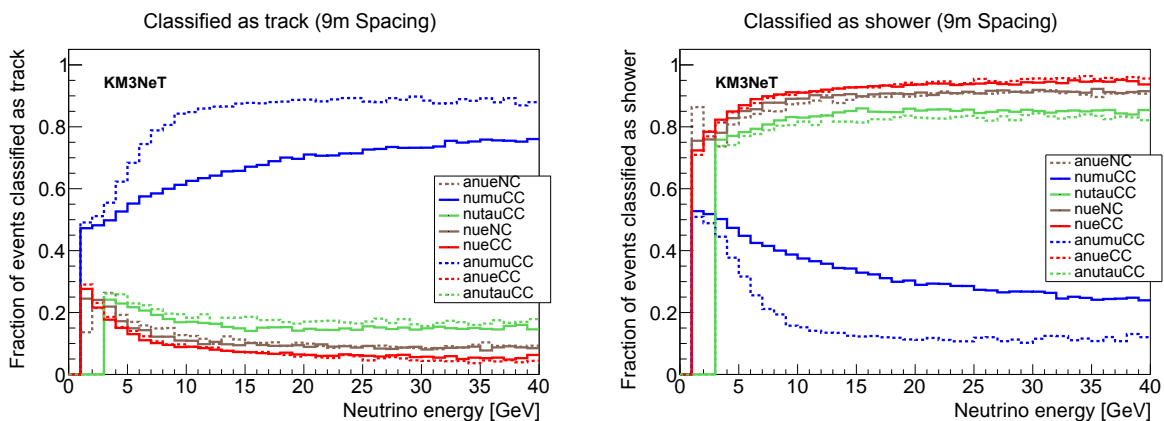 Classified as track (9m Spacing)
Fraction of events classified as track
1
0.8
0.6
0.4
0.2
0
KM3NeT
anueNC
numuCC
nutauCC
nueNC
nueCC
anumuCC
anueCC
anutauCC
0 5 10 15 20 25 30 35 40
Neutrino energy [GeV]
Classified as shower (9m Spacing)
Fraction of events classified as shower
1
0.8
0.6
0.4
0.2
0
KM3NeT
anueNC
numuCC
nutauCC
nueNC
nueCC
anumuCC
anueCC
anutauCC
0 5 10 15 20 25 30 35 40
Neutrino energy [GeV]